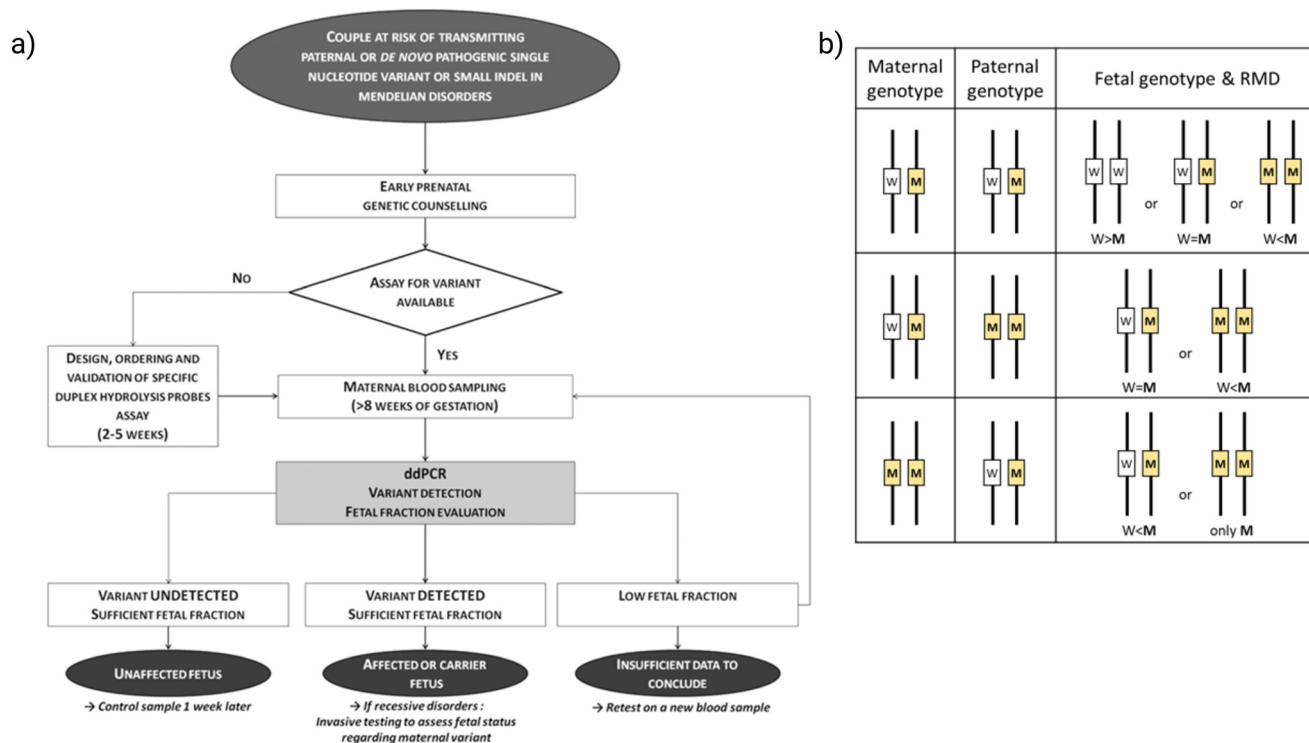 a)
COUPLE AT RISK OF TRANSMITTING
PATERNAL OR DE NOVO PATHOGENIC SINGLE
NUCLEOTIDE VARIANT OR SMALL INDEL IN
MENDELIAN DISORDERS
EARLY PRENATAL
GENETIC COUNSELLING
NO
ASSAY FOR VARIANT
AVAILABLE
YES
DESIGN, ORDERING AND
VALIDATION OF SPECIFIC
DUPLEX HYDROLYSIS PROBES
ASSAY
(2-5 WEEKS)
MATERNAL BLOOD SAMPLING
(>8 WEEKS OF GESTATION)
ddPCR
VARIANT DETECTION
FETAL FRACTION EVALUATION
VARIANT UNDETECTED
SUFFICIENT FETAL FRACTION
VARIANT DETECTED
SUFFICIENT FETAL FRACTION
LOW FETAL FRACTION
UNAFFECTED FETUS
AFFECTED OR CARRIER
FETUS
INSUFFICIENT DATA TO
CONCLUDE
→ Control sample 1 week later
→ If recessive disorders :
Invasive testing to assess fetal status
regarding maternal variant
→ Retest on a new blood sample
b)
Maternal
genotype
Paternal
genotype
Fetal genotype & RMD
W M W M W W W M M M
or or
W>M W=M W<M
W M M M W M M M
or
W=M W<M
M M W M W M M M
or
W<M only M